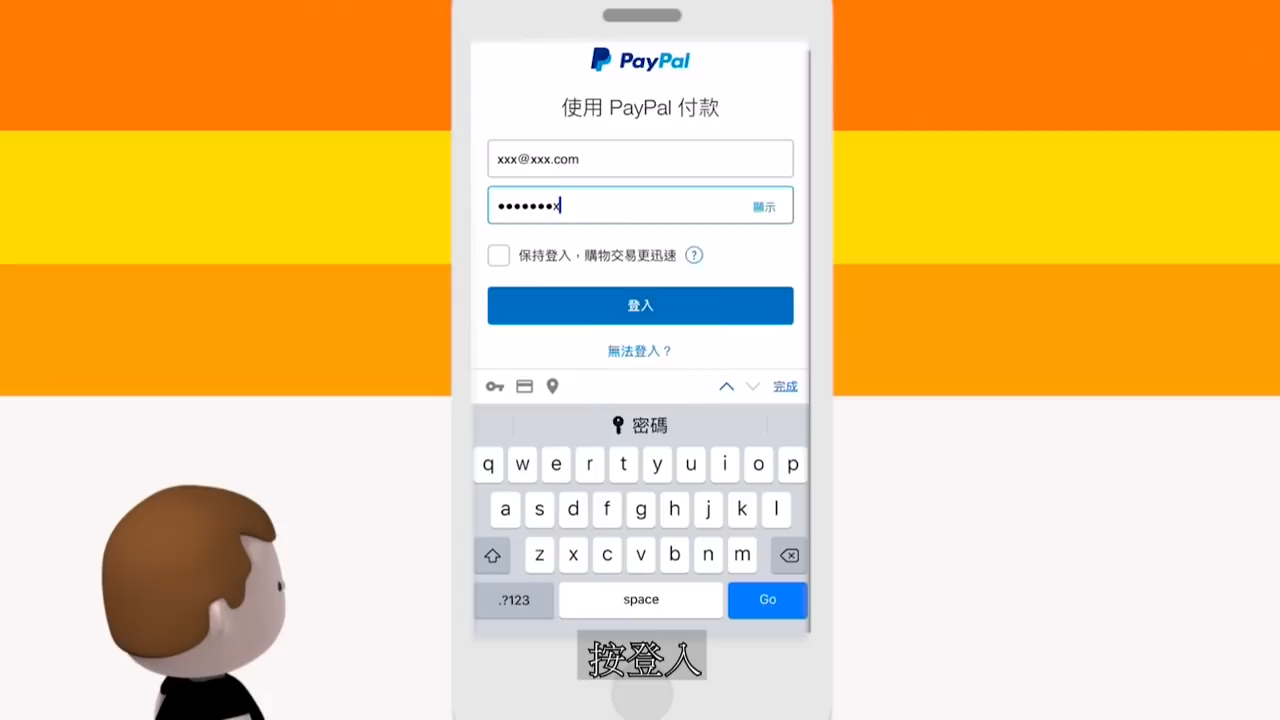 PayPal
使用 PayPal 付款
xxx@xxx.com
•••••••x 顯示
保持登入，購物交易更迅速 ?
登入
無法登入？
完成
密碼
q w e r t y u i o p
a s d f g h j k l
z x c v b n m
.?123 space Go
按登入